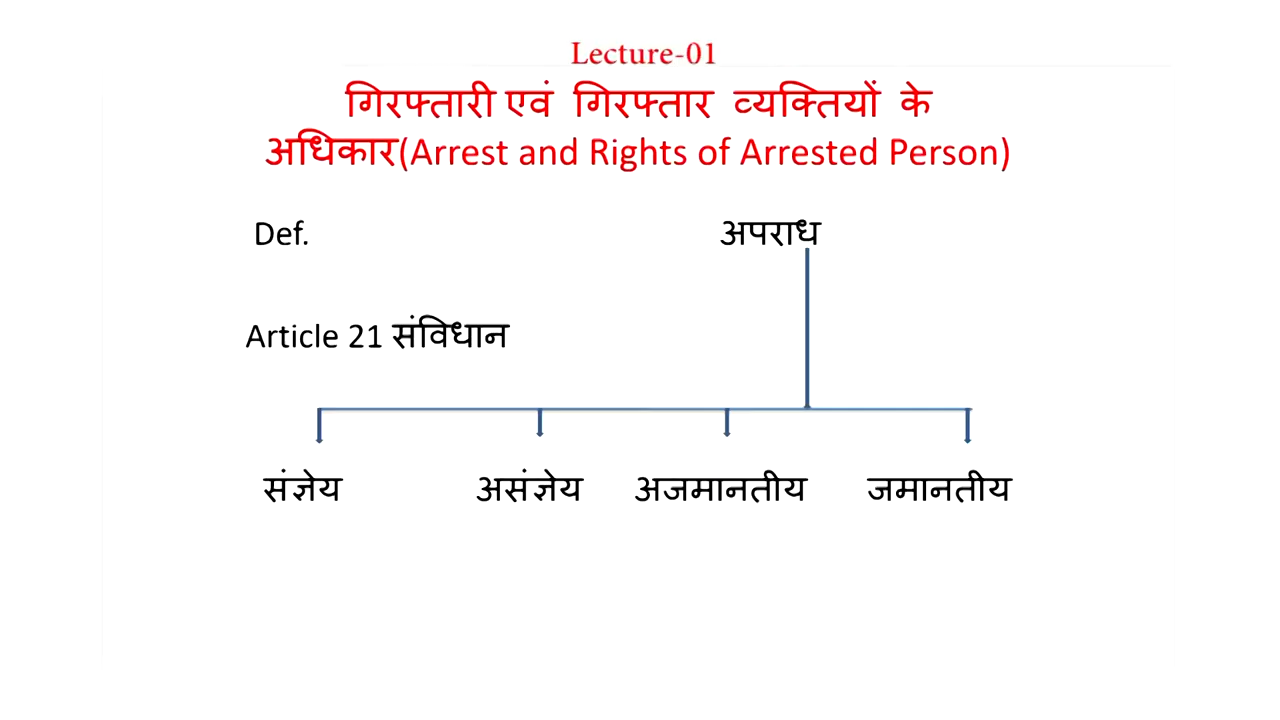 Lecture-01
गिरफ्तारी एवं गिरफ्तार व्यक्तियों के
अधिकार(Arrest and Rights of Arrested Person)
Def. अपराध
Article 21 संविधान
संज्ञेय असंज्ञेय अजमानतीय जमानतीय